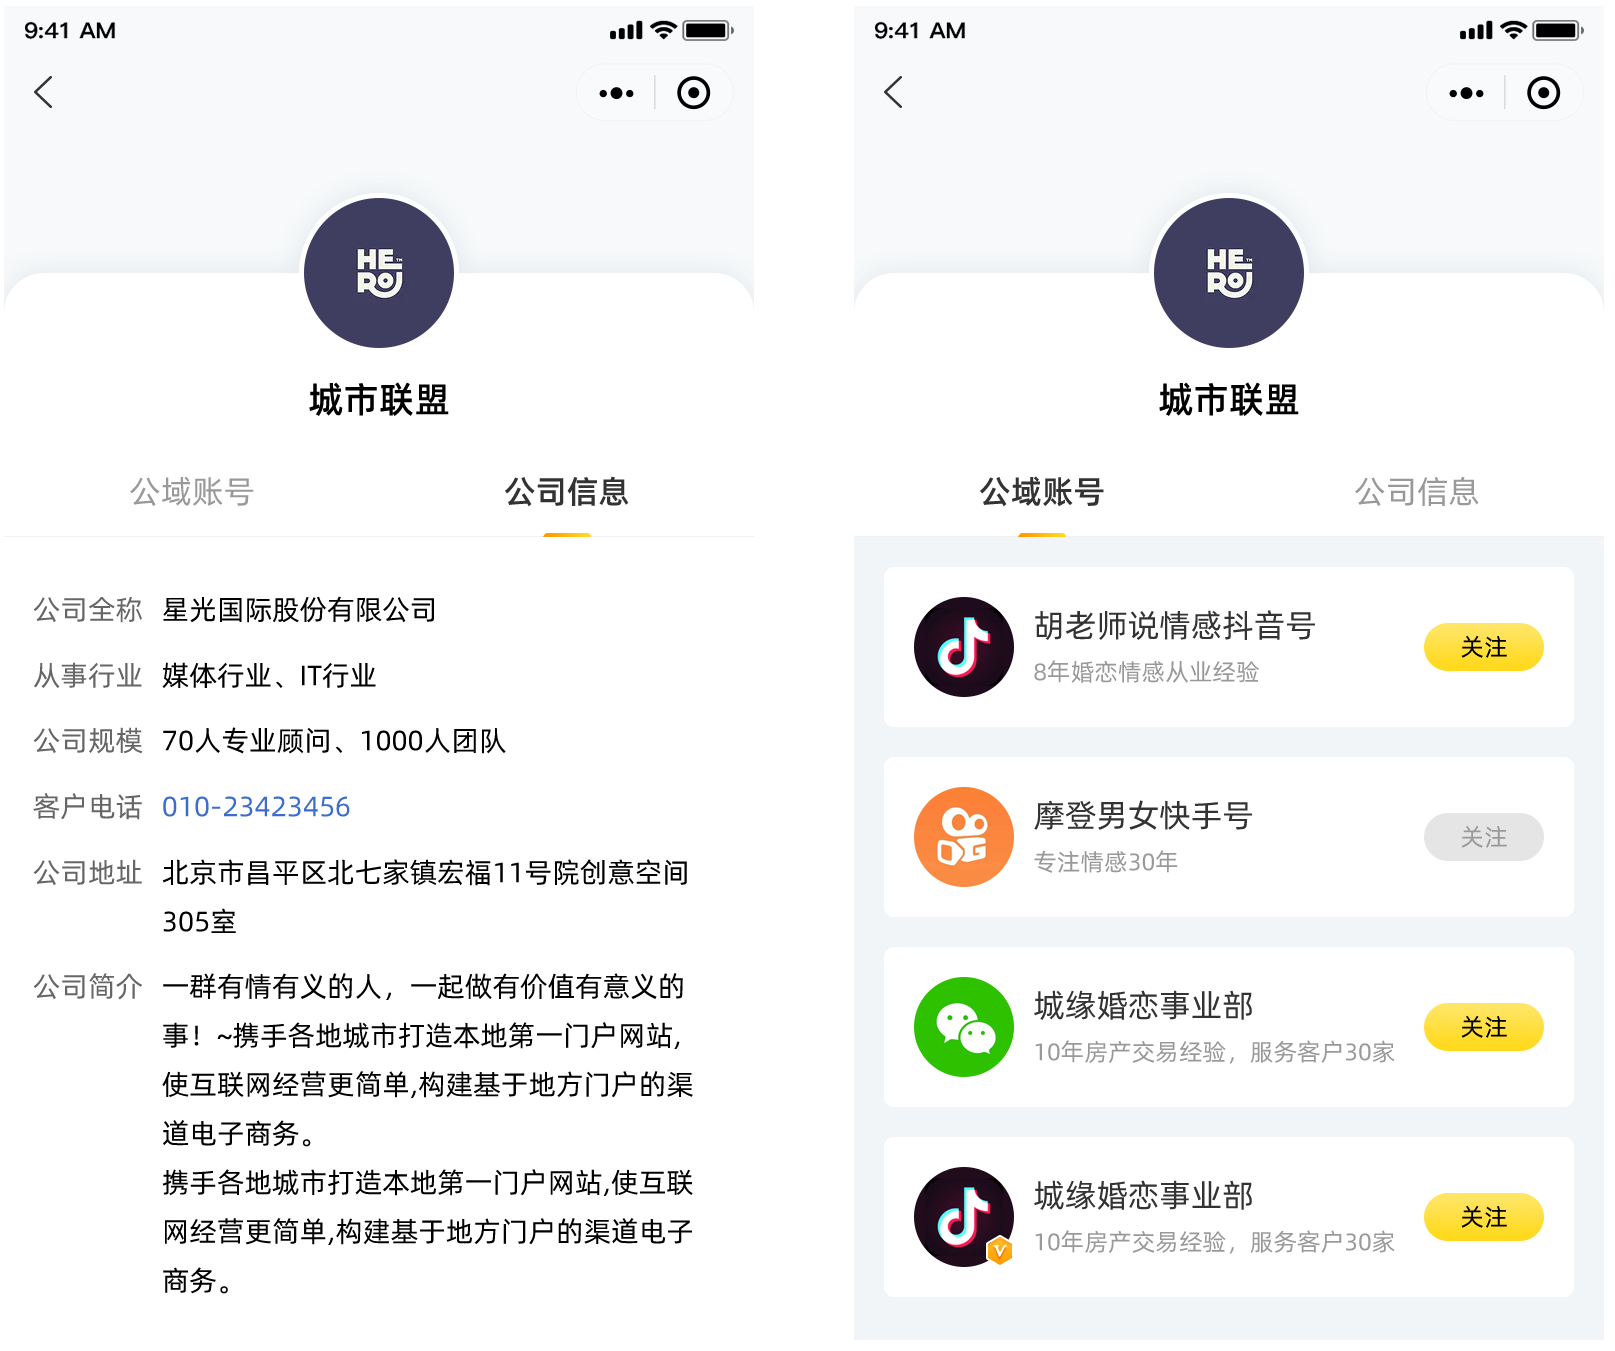 9:41 AM
HE
RO
城市联盟
公域账号
公司信息
公司全称 星光国际股份有限公司
从事行业 媒体行业、IT行业
公司规模 70人专业顾问、1000人团队
客户电话 010-23423456
公司地址 北京市昌平区北七家镇宏福11号院创意空间
305室
公司简介 一群有情有义的人，一起做有价值有意义的
事！~携手各地城市打造本地第一门户网站,
使互联网经营更简单,构建基于地方门户的渠
道电子商务。
携手各地城市打造本地第一门户网站,使互联
网经营更简单,构建基于地方门户的渠道电子
商务。
9:41 AM
HE
RO
城市联盟
公域账号
公司信息
胡老师说情感抖音号
8年婚恋情感从业经验
关注
摩登男女快手号
专注情感30年
关注
城缘婚恋事业部
10年房产交易经验，服务客户30家
关注
城缘婚恋事业部
10年房产交易经验，服务客户30家
关注
V